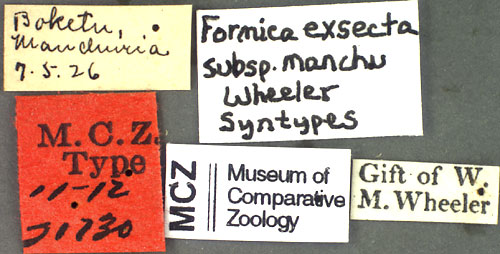 Boketu,
Manchuria
7.5.26
Formica exsecta
subsp. manchu
Wheeler
Syntypes
M.C.Z.
Type
11-12
31730
MCZ
Museum of
Comparative
Zoology
Gift of W.
M. Wheeler